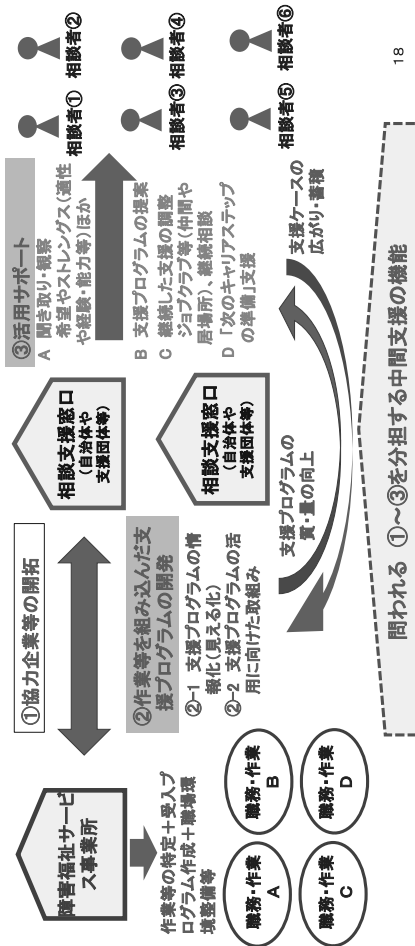 ①協力企業等の開拓
障害福祉サービ
ス事業所
作業等の特定＋受入プ
ログラム作成＋職場環
境整備等
職務・作業
A
職務・作業
B
職務・作業
C
職務・作業
D
②作業等を組み込んだ支
援プログラムの開発
②-1 支援プログラムの情
報化(見える化)
②-2 支援プログラムの活
用に向けた取組み
相談支援窓口
(自治体や
支援団体等)
相談支援窓口
(自治体や
支援団体等)
支援プログラムの
質・量の向上
支援ケースの
広がり・蓄積
③活用サポート
A 聞き取り・観察
希望やストレングス(適性
や経験・能力等)ほか
B 支援プログラムの提案
C 継続した支援の調整
ジョブクラブ等(仲間や
居場所)、継続相談
D 「次のキャリアステップ
の準備」支援
相談者①
相談者②
相談者③
相談者④
相談者⑤
相談者⑥
問われる ①～③を分担する中間支援の機能
18